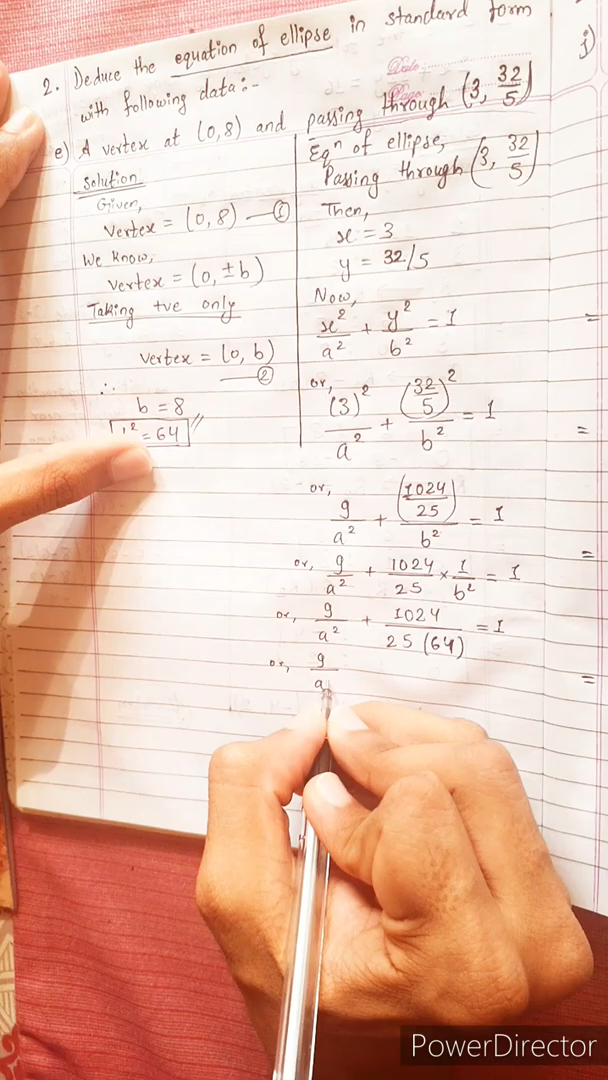 2. Deduce the equation of ellipse in standard form
with following data:-
Date:
Page:
e) A vertex at (0,8) and passing through (3, 32/5)
Solution
Given,
vertex = (0,8) —①
We know,
vertex = (0, ±b)
Taking +ve only
vertex = (0, b)
—②
∴
b = 8
b² = 64
Eqⁿ of ellipse,
Passing through (3, 32/5)
Then,
x = 3
y = 32/5
Now,
x²/a² + y²/b² = 1
or, (3)²/a² + (32/5)²/b² = 1
or, 9/a² + (1024/25)/b² = 1
or, 9/a² + 1024/25 × 1/b² = 1
or, 9/a² + 1024/25(64) = 1
or, 9/a
j)
=
=
=
=
PowerDirector